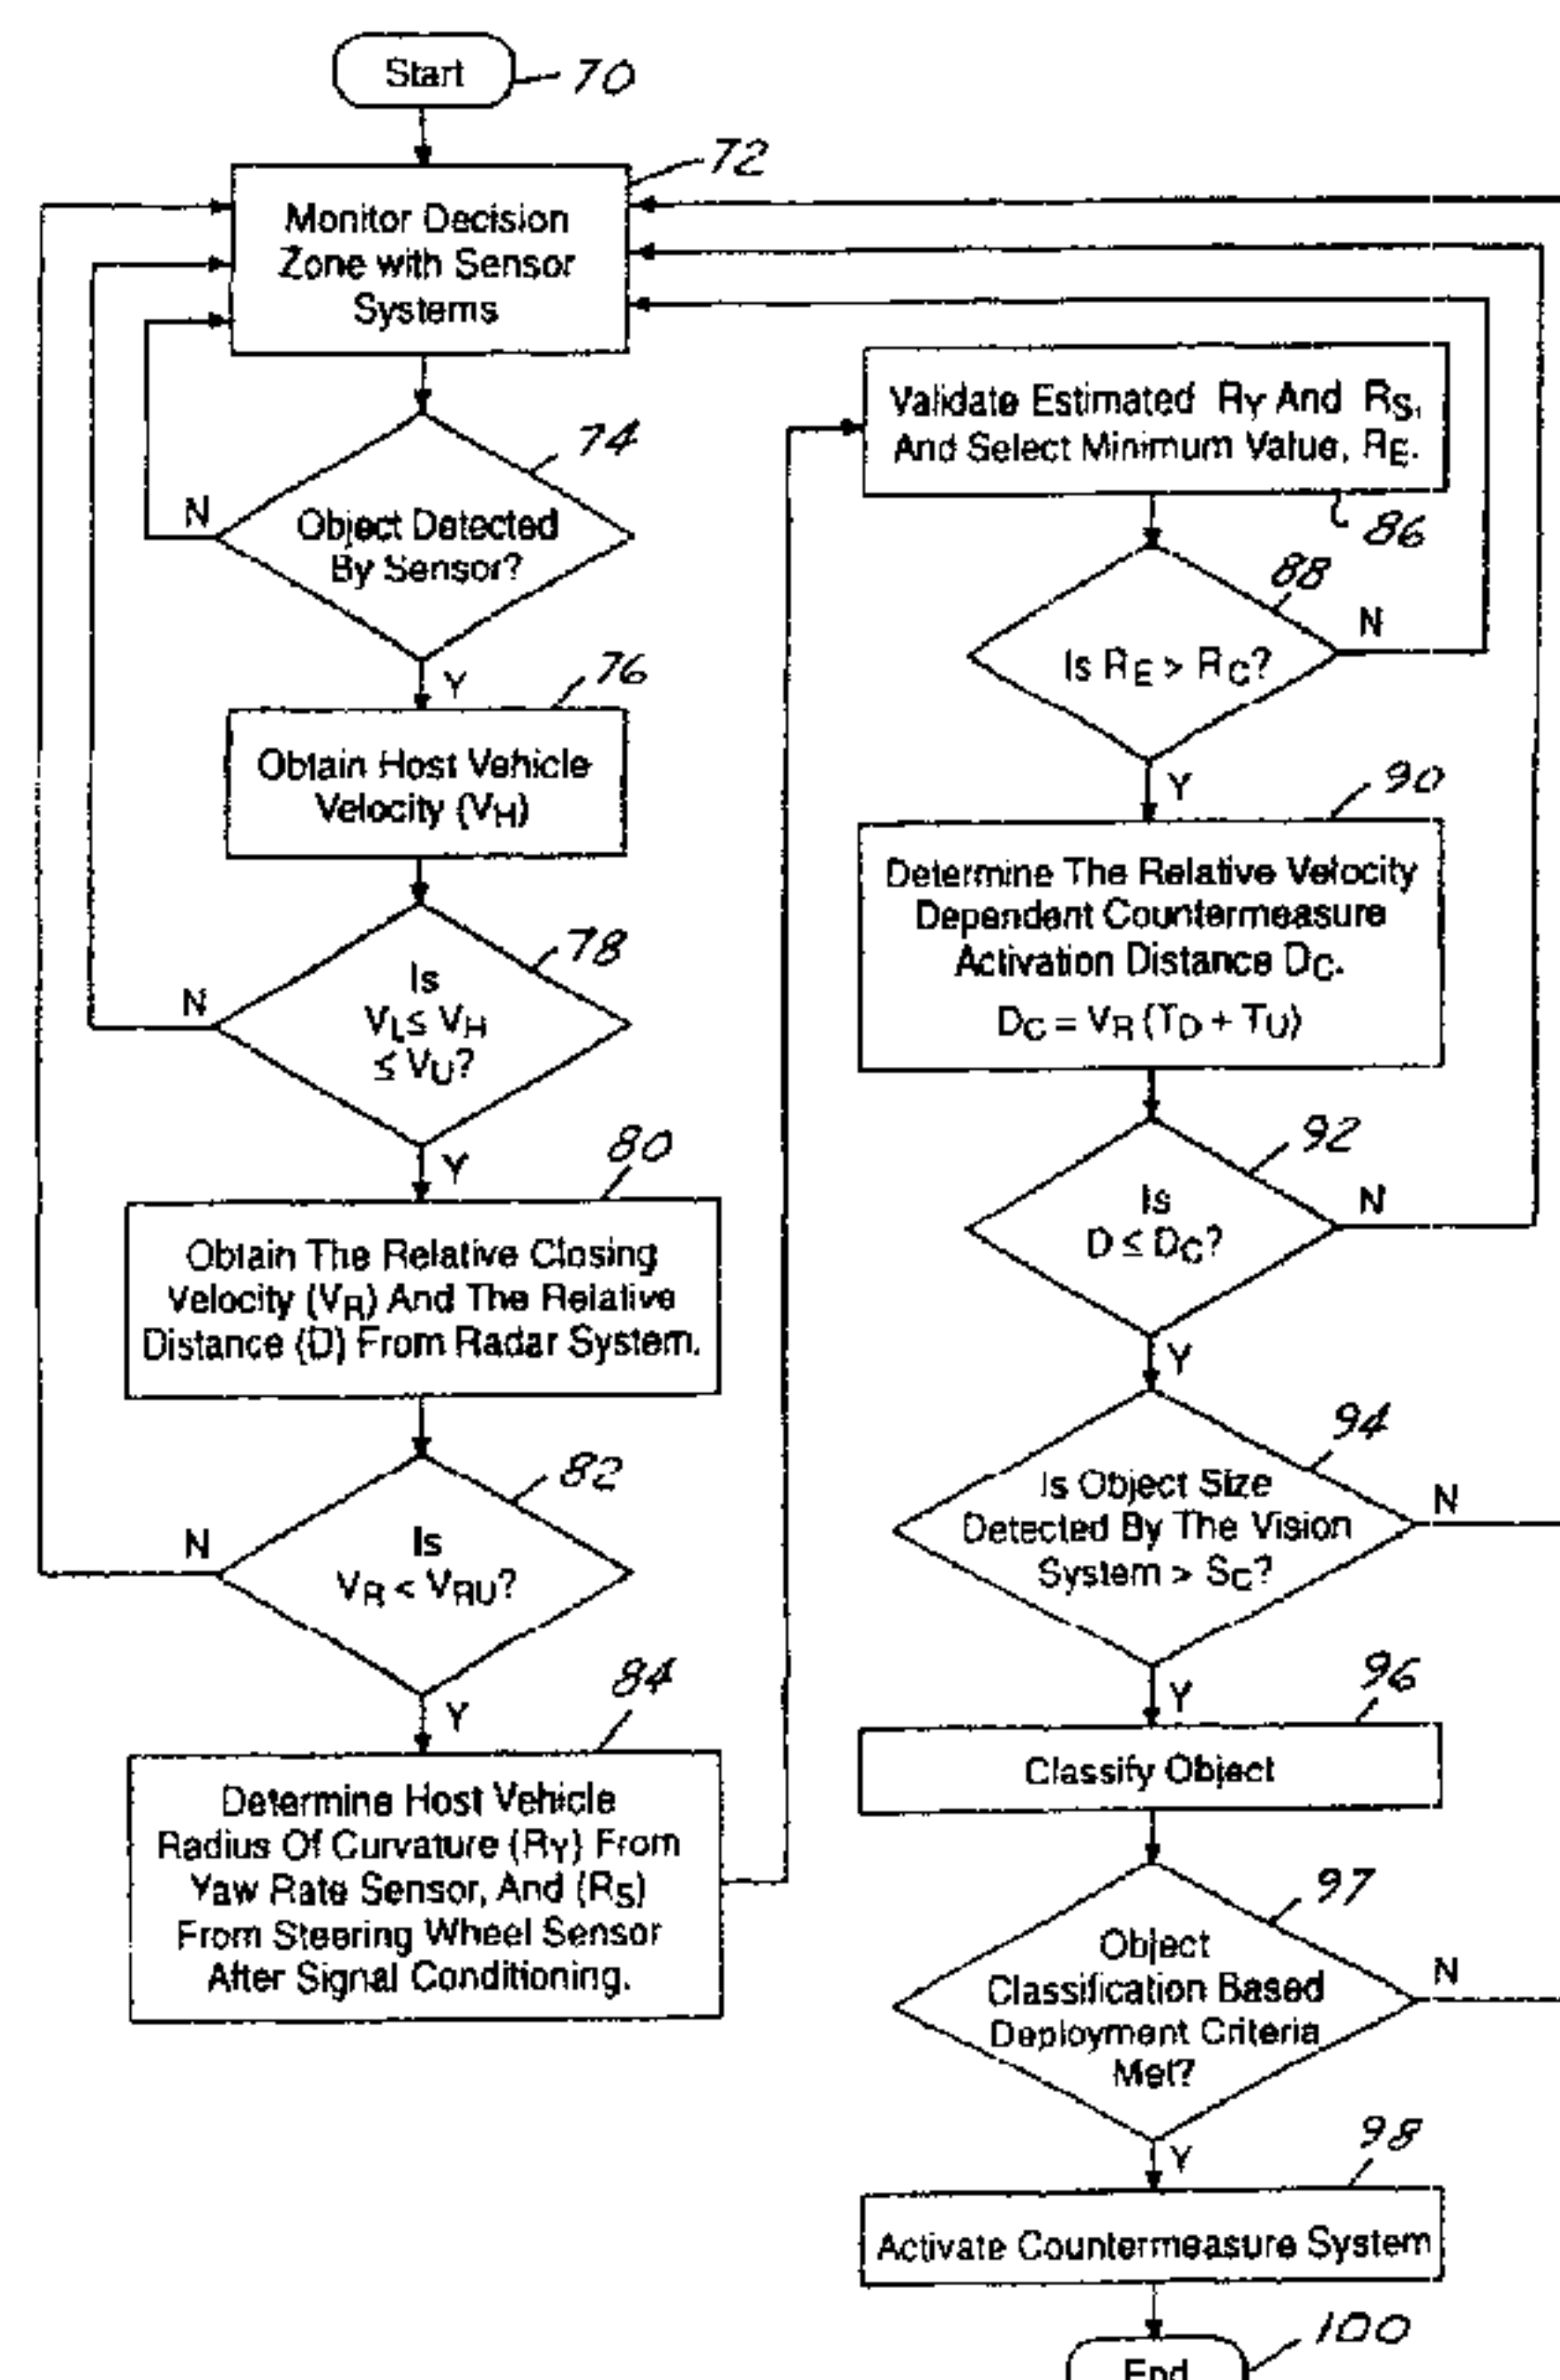 Start
70
72
Monitor Decision
Zone with Sensor
Systems
74
N
Object Detected
By Sensor?
Y
76
Obtain Host Vehicle
Velocity (VH)
78
N
Is
VL ≤ VH
≤ VU?
Y
80
Obtain The Relative Closing
Velocity (VR) And The Relative
Distance (D) From Radar System.
82
N
Is
VR < VRU?
Y
84
Determine Host Vehicle
Radius Of Curvature (RY) From
Yaw Rate Sensor, And (RS)
From Steering Wheel Sensor
After Signal Conditioning.
Validate Estimated RY And RS,
And Select Minimum Value, RE.
86
88
N
Is RE > RC?
Y
90
Determine The Relative Velocity
Dependent Countermeasure
Activation Distance DC.
DC = VR (TD + TU)
92
N
Is
D ≤ DC?
Y
94
N
Is Object Size
Detected By The Vision
System > SC?
Y
96
Classify Object
97
N
Object
Classification Based
Deployment Criteria
Met?
Y
98
Activate Countermeasure System
100
End